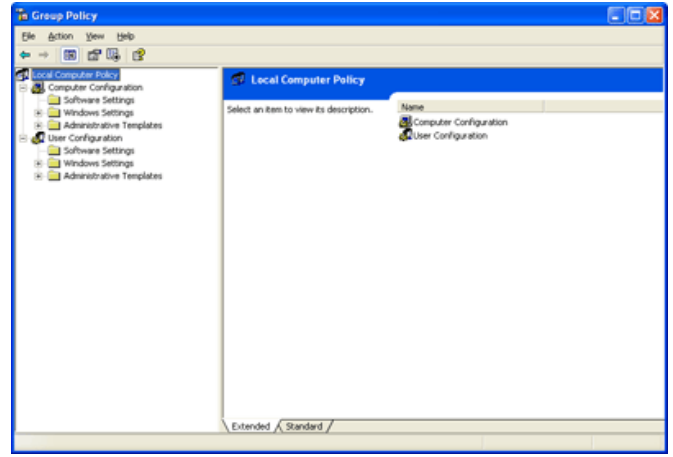 Group Policy
File Action View Help
Local Computer Policy
Computer Configuration
Software Settings
Windows Settings
Administrative Templates
User Configuration
Software Settings
Windows Settings
Administrative Templates
Local Computer Policy
Select an item to view its description.
Name
Computer Configuration
User Configuration
Extended Standard